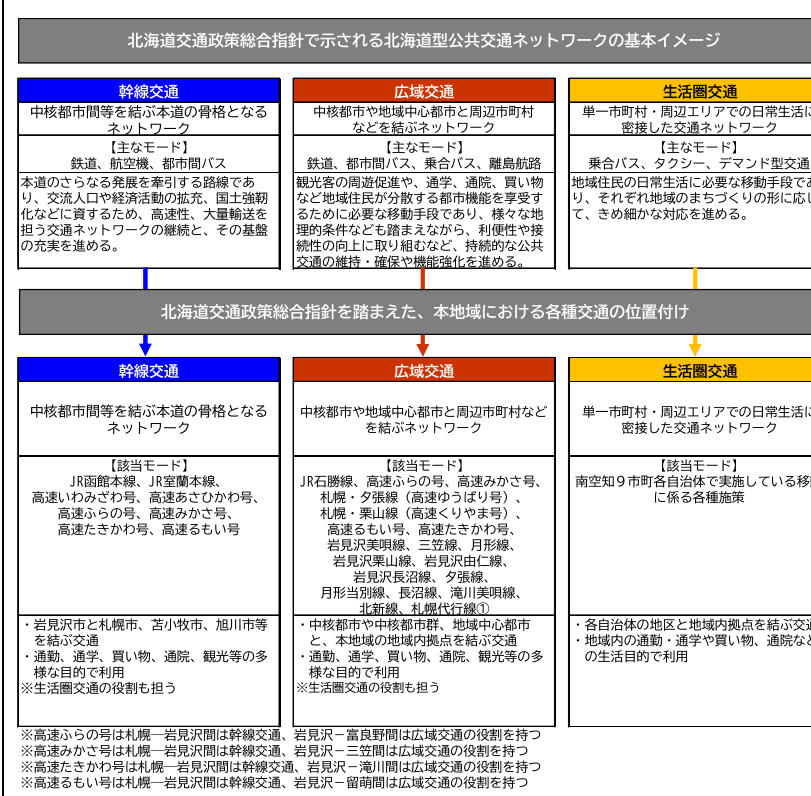 北海道交通政策総合指針で示される北海道型公共交通ネットワークの基本イメージ
幹線交通
中核都市間等を結ぶ本道の骨格となる
ネットワーク
【主なモード】
鉄道、航空機、都市間バス
本道のさらなる発展を牽引する路線であ
り、交流人口や経済活動の拡充、国土強靭
化などに資するため、高速性、大量輸送を
担う交通ネットワークの継続と、その基盤
の充実を進める。
広域交通
中核都市や地域中心都市と周辺市町村
などを結ぶネットワーク
【主なモード】
鉄道、都市間バス、乗合バス、離島航路
観光客の周遊促進や、通学、通院、買い物
など地域住民が分散する都市機能を享受す
るために必要な移動手段であり、様々な地
理的条件なども踏まえながら、利便性や接
続性の向上に取り組むなど、持続的な公共
交通の維持・確保や機能強化を進める。
生活圏交通
単一市町村・周辺エリアでの日常生活に
密接した交通ネットワーク
【主なモード】
乗合バス、タクシー、デマンド型交通
地域住民の日常生活に必要な移動手段であ
り、それぞれ地域のまちづくりの形に応じ
て、きめ細かな対応を進める。
北海道交通政策総合指針を踏まえた、本地域における各種交通の位置付け
幹線交通
中核都市間等を結ぶ本道の骨格となる
ネットワーク
【該当モード】
JR函館本線、JR室蘭本線、
高速いわみざわ号、高速あさひかわ号、
高速ふらの号、高速みかさ号、
高速たきかわ号、高速るもい号
・岩見沢市と札幌市、苫小牧市、旭川市等
を結ぶ交通
・通勤、通学、買い物、通院、観光等の多
様な目的で利用
※生活圏交通の役割も担う
広域交通
中核都市や地域中心都市と周辺市町村など
を結ぶネットワーク
【該当モード】
JR石勝線、高速ふらの号、高速みかさ号、
札幌・夕張線（高速ゆうばり号）、
札幌・栗山線（高速くりやま号）、
高速るもい号、高速たきかわ号、
岩見沢美唄線、三笠線、月形線、
岩見沢栗山線、岩見沢由仁線、
岩見沢長沼線、夕張線、
月形当別線、長沼線、滝川美唄線、
北新線、札幌代行線①
・中核都市や中核都市群、地域中心都市
と、本地域の地域内拠点を結ぶ交通
・通勤、通学、買い物、通院、観光等の多
様な目的で利用
※生活圏交通の役割も担う
生活圏交通
単一市町村・周辺エリアでの日常生活に
密接した交通ネットワーク
【該当モード】
南空知９市町各自治体で実施している移
に係る各種施策
・各自治体の地区と地域内拠点を結ぶ交通
・地域内の通勤・通学や買い物、通院など
の生活目的で利用
※高速ふらの号は札幌―岩見沢間は幹線交通、岩見沢－富良野間は広域交通の役割を持つ
※高速みかさ号は札幌―岩見沢間は幹線交通、岩見沢－三笠間は広域交通の役割を持つ
※高速たきかわ号は札幌―岩見沢間は幹線交通、岩見沢－滝川間は広域交通の役割を持つ
※高速るもい号は札幌―岩見沢間は幹線交通、岩見沢－留萌間は広域交通の役割を持つ